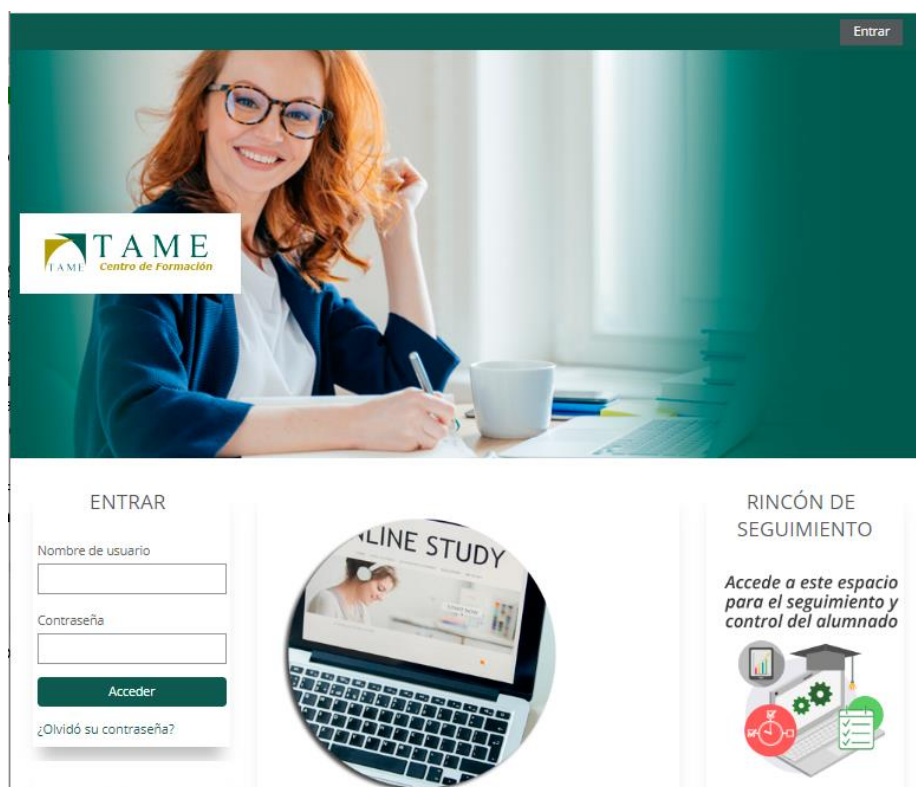 Entrar
TAME
TAME
Centro de Formación
ENTRAR
Nombre de usuario
Contraseña
Acceder
¿Olvidó su contraseña?
ONLINE STUDY
RINCÓN DE
SEGUIMIENTO
Accede a este espacio
para el seguimiento y
control del alumnado